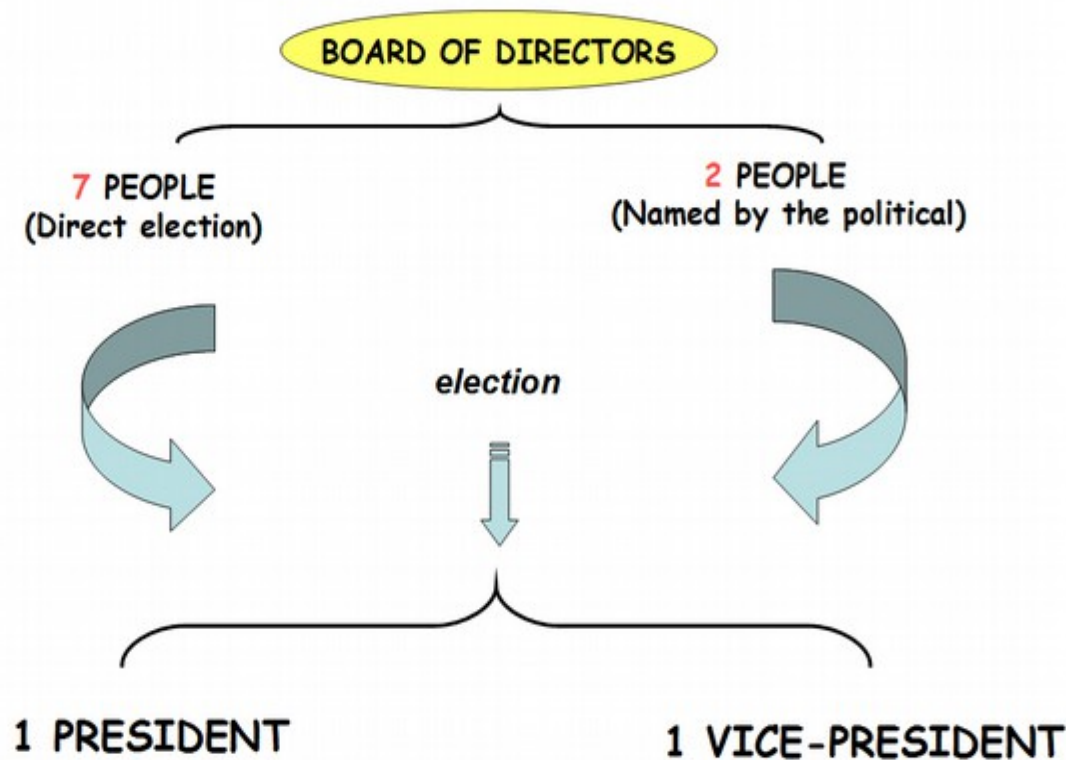 BOARD OF DIRECTORS
7 PEOPLE
(Direct election)
2 PEOPLE
(Named by the political)
election
1 PRESIDENT
1 VICE-PRESIDENT